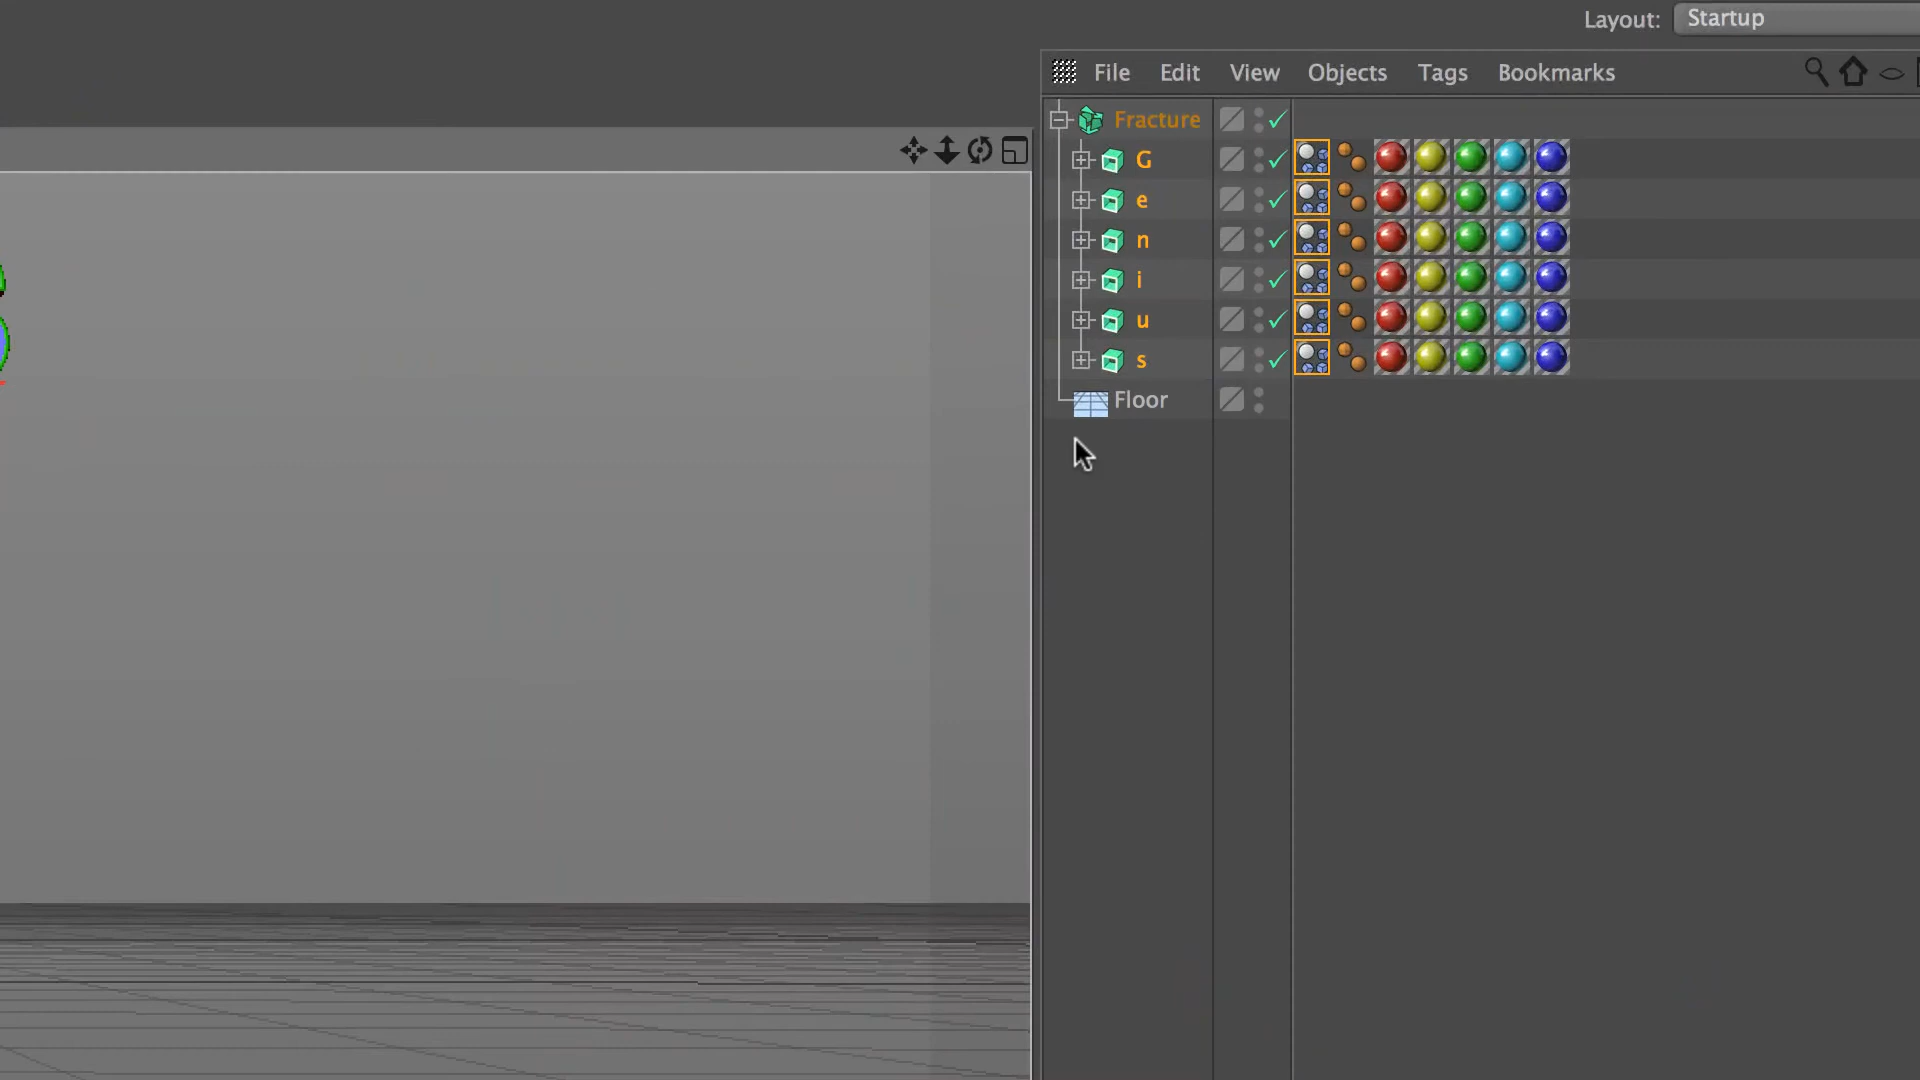 Layout: Startup
File Edit View Objects Tags Bookmarks
Fracture
G
e
n
i
u
s
Floor